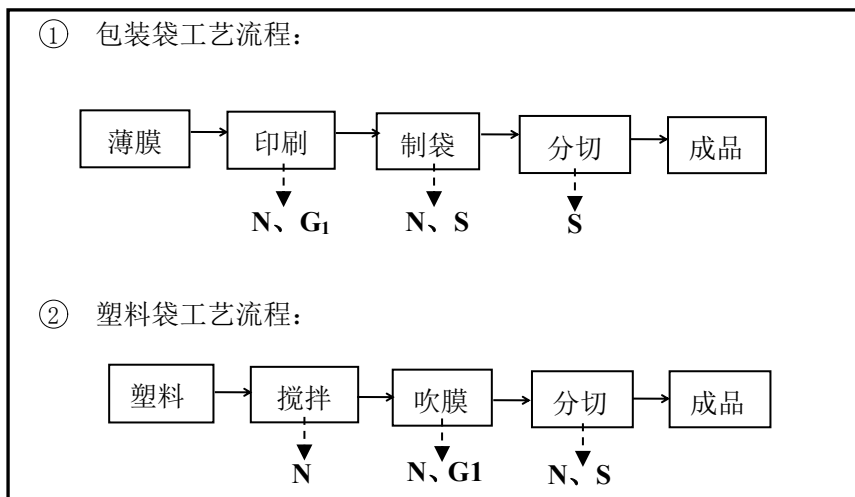 ① 包装袋工艺流程：
薄膜 印刷 制袋 分切 成品
N、G₁ N、S S
② 塑料袋工艺流程：
塑料 搅拌 吹膜 分切 成品
N N、G1 N、S